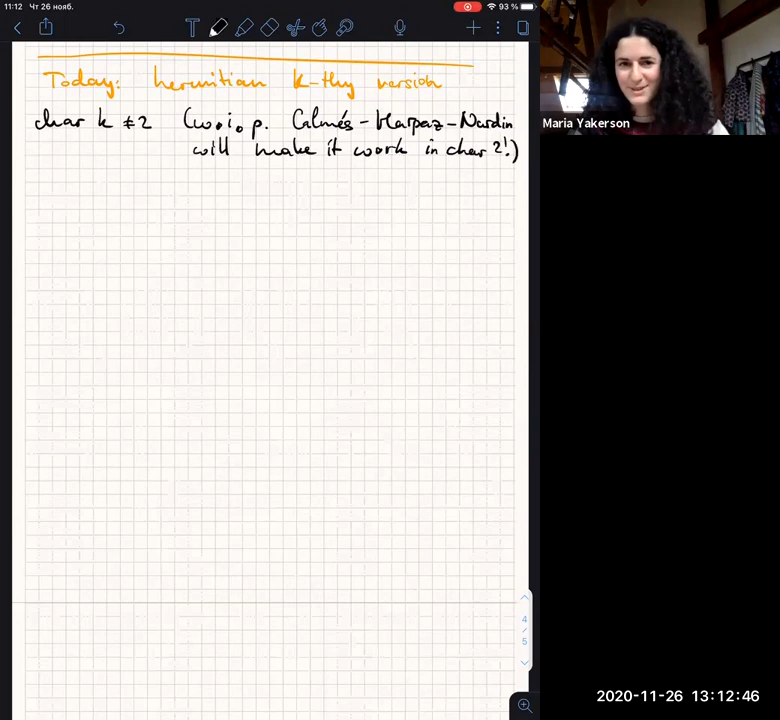 11:12 Чт 26 нояб.
93 %
Today: hermitian K-thy version
char k ≠ 2 (w.i.p. Calmès-Harpaz-Nardin
will make it work in char 2!)
Maria Yakerson
4
/
5
2020-11-26 13:12:46